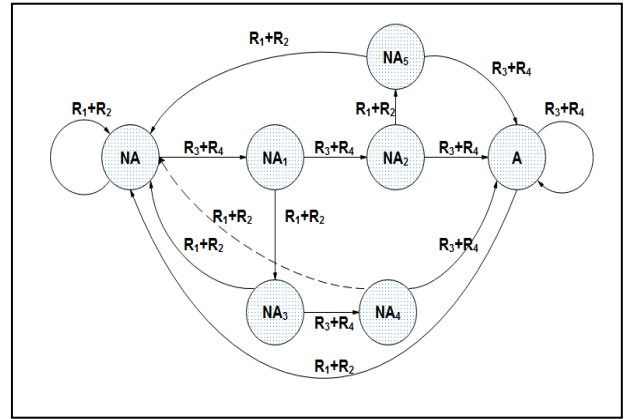 R₁+R₂
NA₅
R₃+R₄
R₁+R₂
R₁+R₂
R₃+R₄
NA
R₃+R₄
NA₁
R₃+R₄
NA₂
R₃+R₄
A
R₁+R₂
R₁+R₂
R₁+R₂
R₃+R₄
NA₃
R₃+R₄
NA₄
R₁+R₂